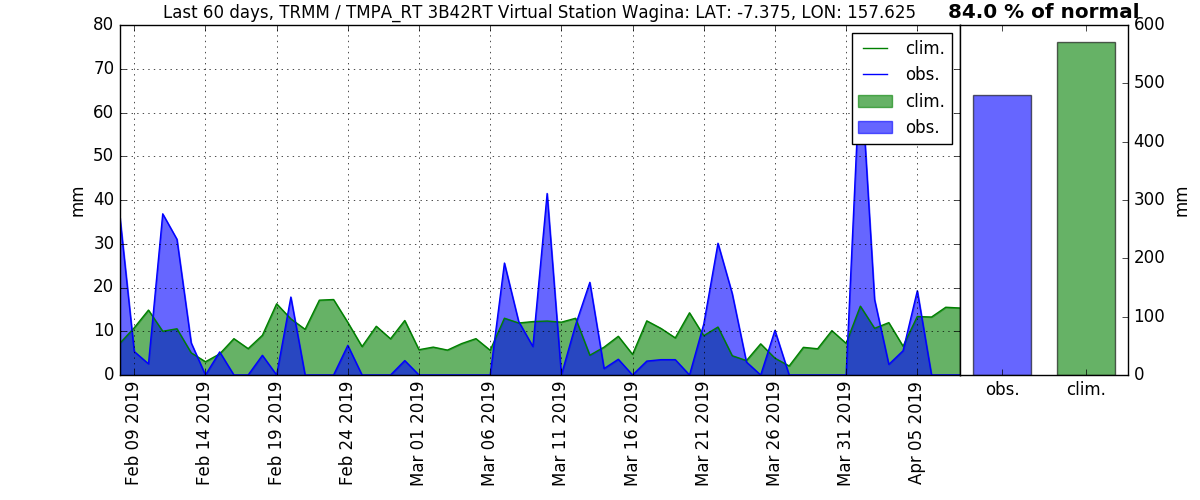 Last 60 days, TRMM / TMPA_RT 3B42RT Virtual Station Wagina: LAT: -7.375, LON: 157.625
84.0 % of normal
80
70
60
50
40
30
20
10
0
mm
clim.
obs.
clim.
obs.
600
500
400
300
200
100
0
mm
obs.
clim.
Feb 09 2019
Feb 14 2019
Feb 19 2019
Feb 24 2019
Mar 01 2019
Mar 06 2019
Mar 11 2019
Mar 16 2019
Mar 21 2019
Mar 26 2019
Mar 31 2019
Apr 05 2019